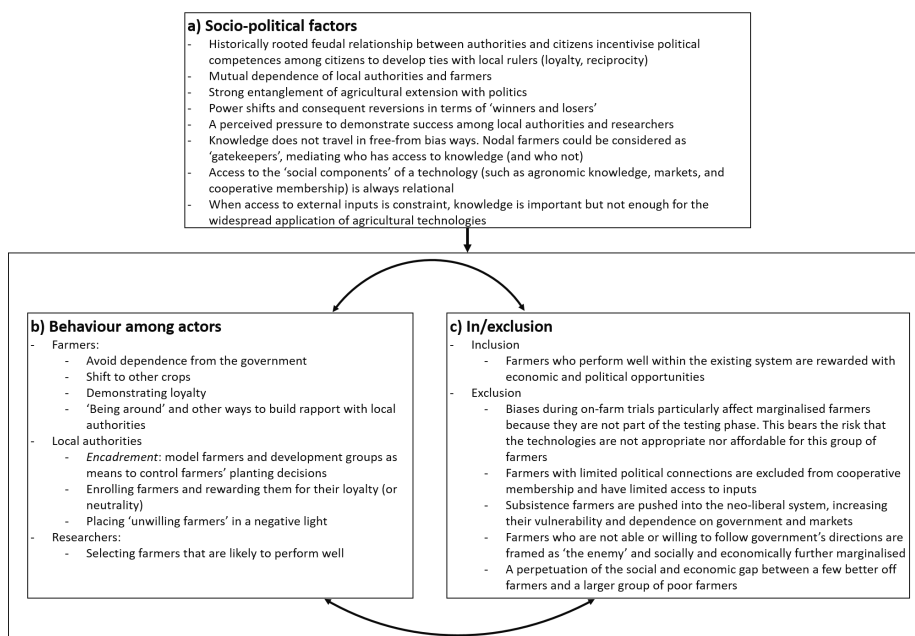 a) Socio-political factors
- Historically rooted feudal relationship between authorities and citizens incentivise political
competences among citizens to develop ties with local rulers (loyalty, reciprocity)
- Mutual dependence of local authorities and farmers
- Strong entanglement of agricultural extension with politics
- Power shifts and consequent reversions in terms of ‘winners and losers’
- A perceived pressure to demonstrate success among local authorities and researchers
- Knowledge does not travel in free-from bias ways. Nodal farmers could be considered as
‘gatekeepers’, mediating who has access to knowledge (and who not)
- Access to the ‘social components’ of a technology (such as agronomic knowledge, markets, and
cooperative membership) is always relational
- When access to external inputs is constraint, knowledge is important but not enough for the
widespread application of agricultural technologies
b) Behaviour among actors
- Farmers:
- Avoid dependence from the government
- Shift to other crops
- Demonstrating loyalty
- ‘Being around’ and other ways to build rapport with local
authorities
- Local authorities
- Encadrement: model farmers and development groups as
means to control farmers’ planting decisions
- Enrolling farmers and rewarding them for their loyalty (or
neutrality)
- Placing ‘unwilling farmers’ in a negative light
- Researchers:
- Selecting farmers that are likely to perform well
c) In/exclusion
- Inclusion
- Farmers who perform well within the existing system are rewarded with
economic and political opportunities
- Exclusion
- Biases during on-farm trials particularly affect marginalised farmers
because they are not part of the testing phase. This bears the risk that
the technologies are not appropriate nor affordable for this group of
farmers
- Farmers with limited political connections are excluded from cooperative
membership and have limited access to inputs
- Subsistence farmers are pushed into the neo-liberal system, increasing
their vulnerability and dependence on government and markets
- Farmers who are not able or willing to follow government’s directions are
framed as ‘the enemy’ and socially and economically further marginalised
- A perpetuation of the social and economic gap between a few better off
farmers and a larger group of poor farmers